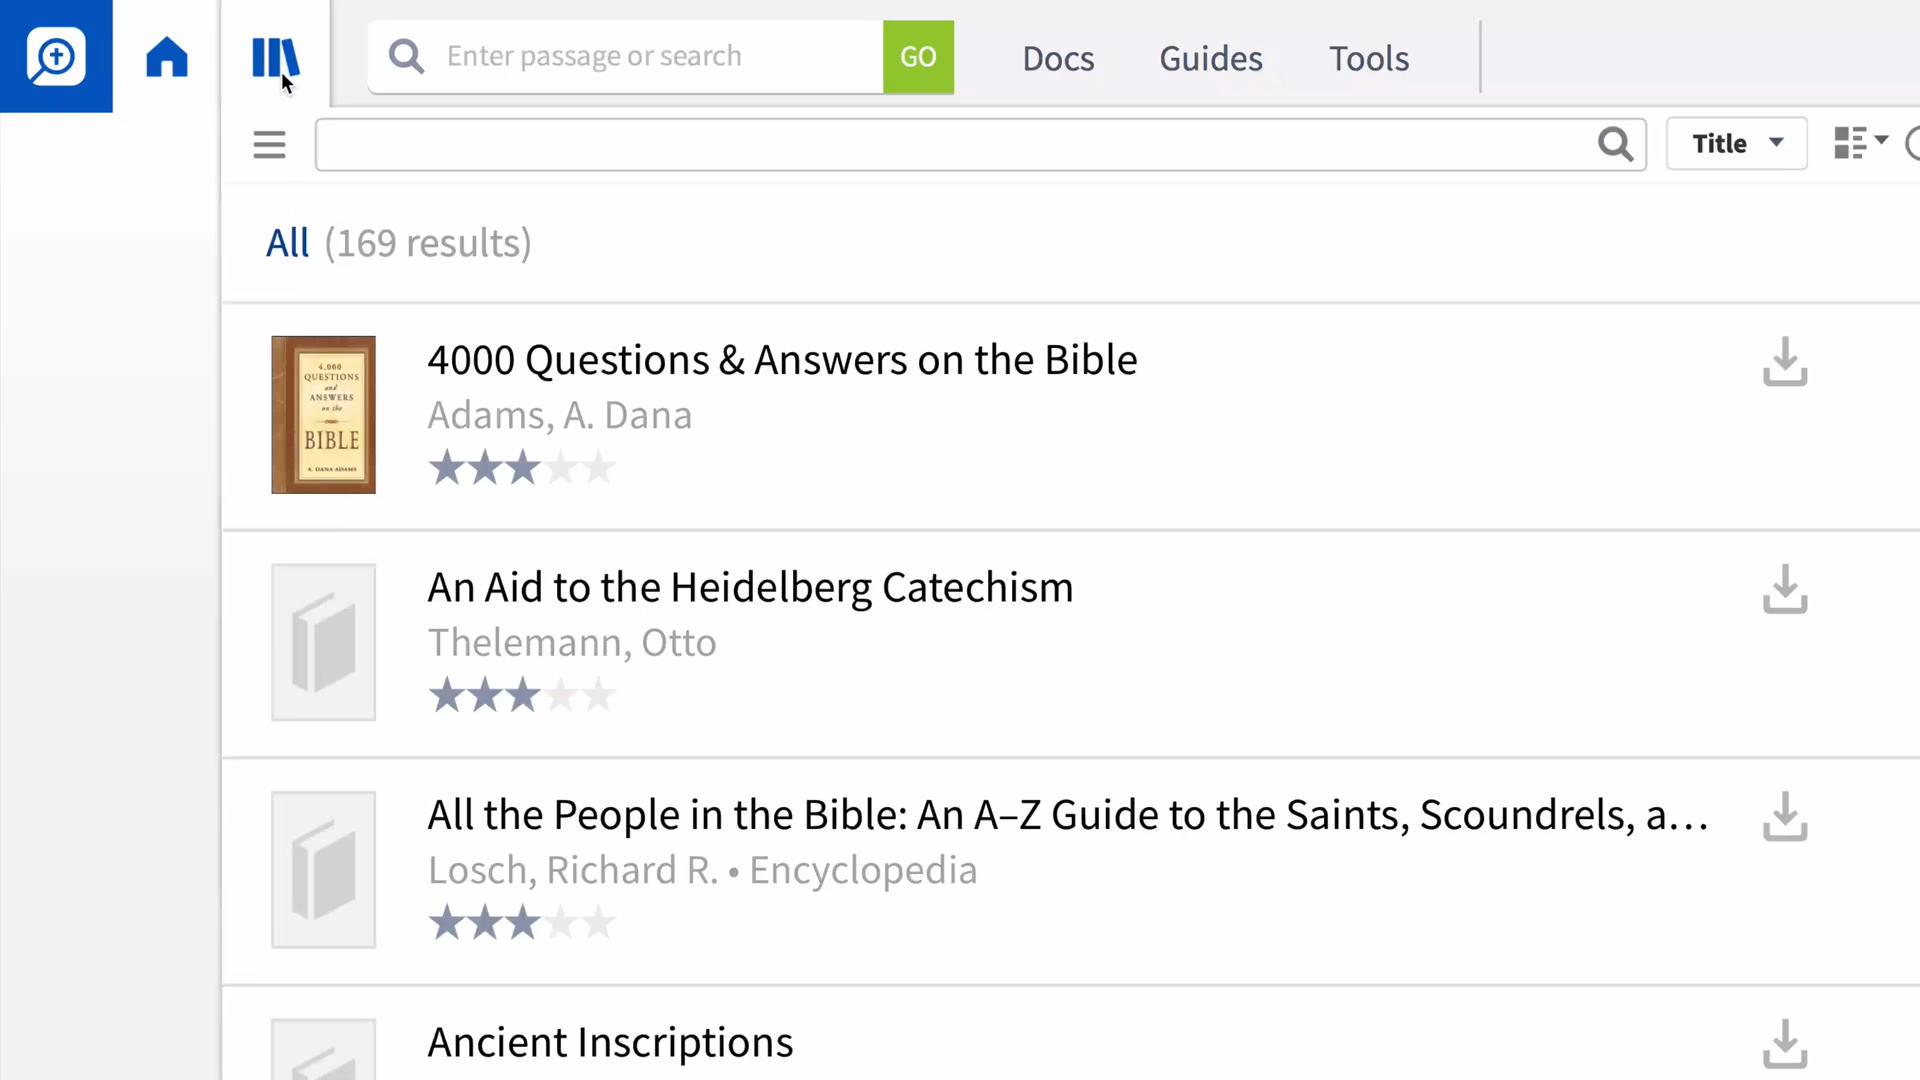 Enter passage or search
GO
Docs
Guides
Tools
Title
All (169 results)
4,000
QUESTIONS
and
ANSWERS
on the
BIBLE
A. DANA ADAMS
4000 Questions & Answers on the Bible
Adams, A. Dana
An Aid to the Heidelberg Catechism
Thelemann, Otto
All the People in the Bible: An A–Z Guide to the Saints, Scoundrels, a…
Losch, Richard R. • Encyclopedia
Ancient Inscriptions